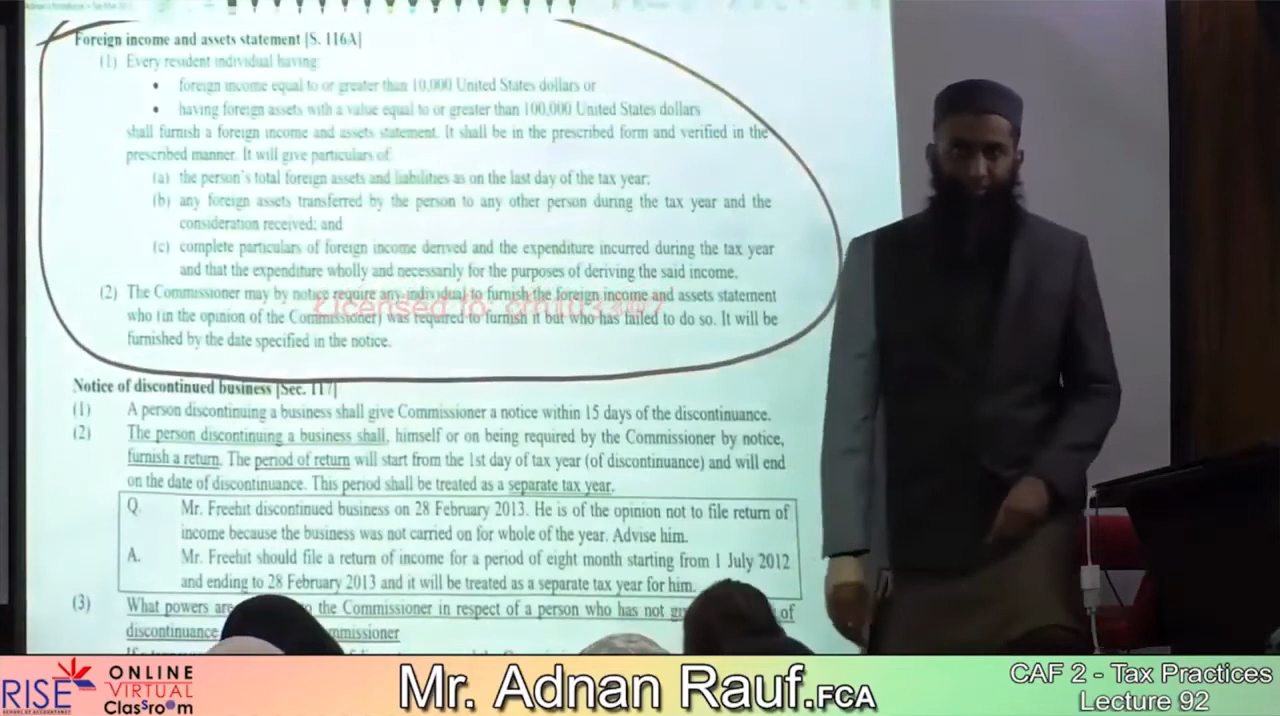 Foreign income and assets statement [S. 116A]
(1) Every resident individual having:
• foreign income equal to or greater than 10,000 United States dollars or
• having foreign assets with a value equal to or greater than 100,000 United States dollars
shall furnish a foreign income and assets statement. It shall be in the prescribed form and verified in the
prescribed manner. It will give particulars of
(a) the person's total foreign assets and liabilities as on the last day of the tax year;
(b) any foreign assets transferred by the person to any other person during the tax year and the
consideration received; and
(c) complete particulars of foreign income derived and the expenditure incurred during the tax year
and that the expenditure wholly and necessarily for the purposes of deriving the said income.
(2) The Commissioner may by notice require any individual to furnish the foreign income and assets statement
who (in the opinion of the Commissioner) was required to furnish it but who has failed to do so. It will be
furnished by the date specified in the notice.
Licensed to:
Notice of discontinued business [Sec. 117]
(1) A person discontinuing a business shall give Commissioner a notice within 15 days of the discontinuance.
(2) The person discontinuing a business shall, himself or on being required by the Commissioner by notice,
furnish a return. The period of return will start from the 1st day of tax year (of discontinuance) and will end
on the date of discontinuance. This period shall be treated as a separate tax year.
Q. Mr. Freehit discontinued business on 28 February 2013. He is of the opinion not to file return of
income because the business was not carried on for whole of the year. Advise him.
A. Mr. Freehit should file a return of income for a period of eight month starting from 1 July 2012
and ending to 28 February 2013 and it will be treated as a separate tax year for him.
(3) What powers are the Commissioner in respect of a person who has not of
discontinuance
RISE
SCHOOL OF ACCOUNTANCY
ONLINE
VIRTUAL
ClasSroom
Mr. Adnan Rauf.FCA
CAF 2 - Tax Practices
Lecture 92